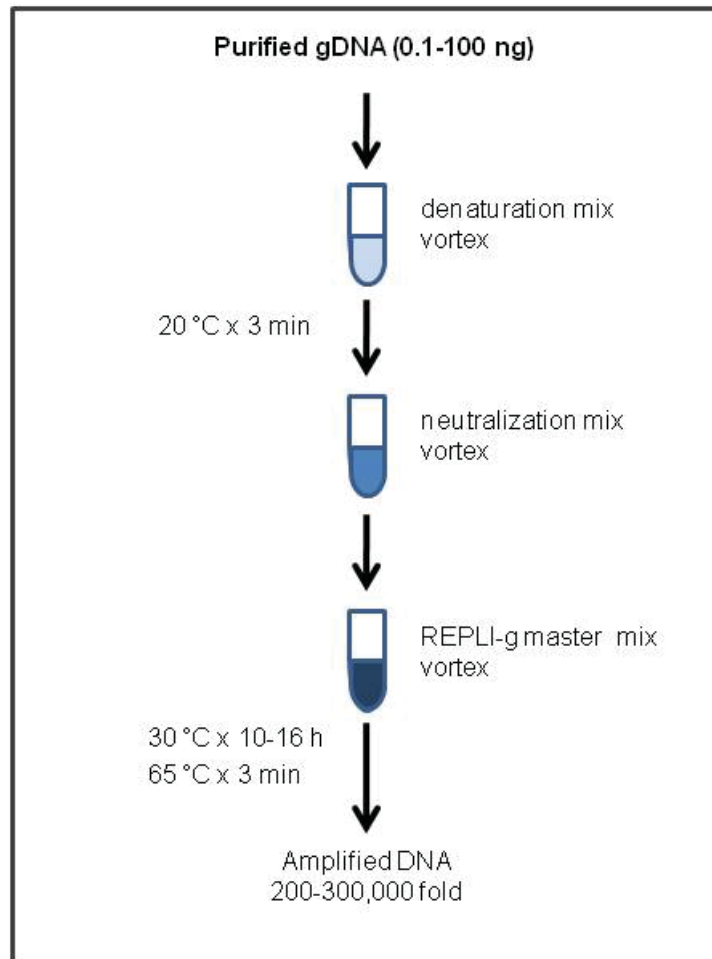 Purified gDNA (0.1-100 ng)
denaturation mix
vortex
20 °C x 3 min
neutralization mix
vortex
REPLI-g master mix
vortex
30 °C x 10-16 h
65 °C x 3 min
Amplified DNA
200-300,000 fold